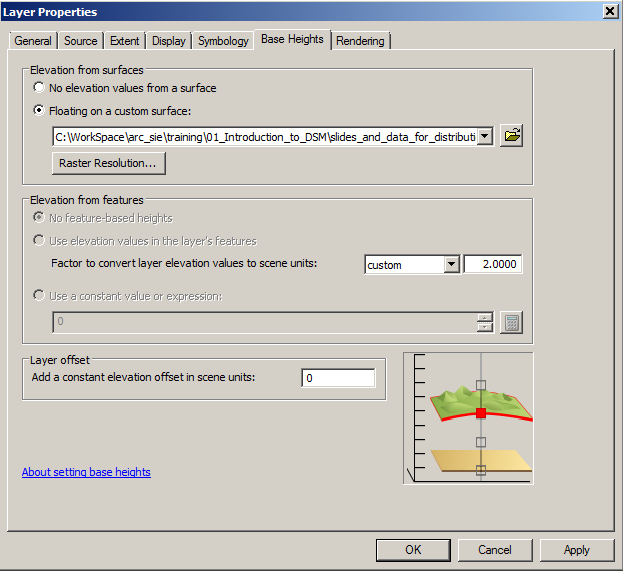 Layer Properties
General Source Extent Display Symbology Base Heights Rendering
Elevation from surfaces
No elevation values from a surface
Floating on a custom surface:
C:\WorkSpace\arc_sie\training\01_Introduction_to_DSM\slides_and_data_for_distributi
Raster Resolution...
Elevation from features
No feature-based heights
Use elevation values in the layer's features
Factor to convert layer elevation values to scene units: custom 2.0000
Use a constant value or expression:
0
Layer offset
Add a constant elevation offset in scene units: 0
About setting base heights
OK Cancel Apply